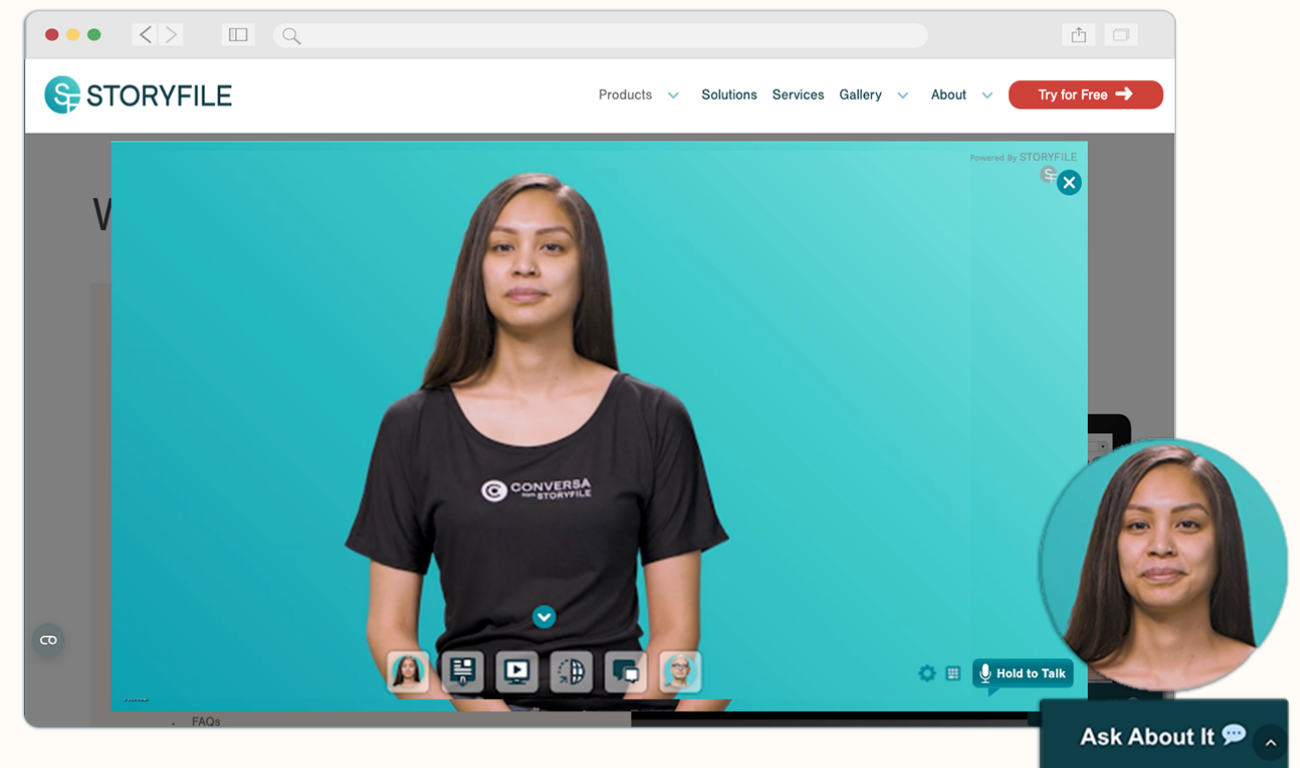 STORYFILE
Products Solutions Services Gallery About Try for Free
Powered By STORYFILE
W
CONVERSA
from STORYFILE
Hold to Talk
FAQs
Ask About It